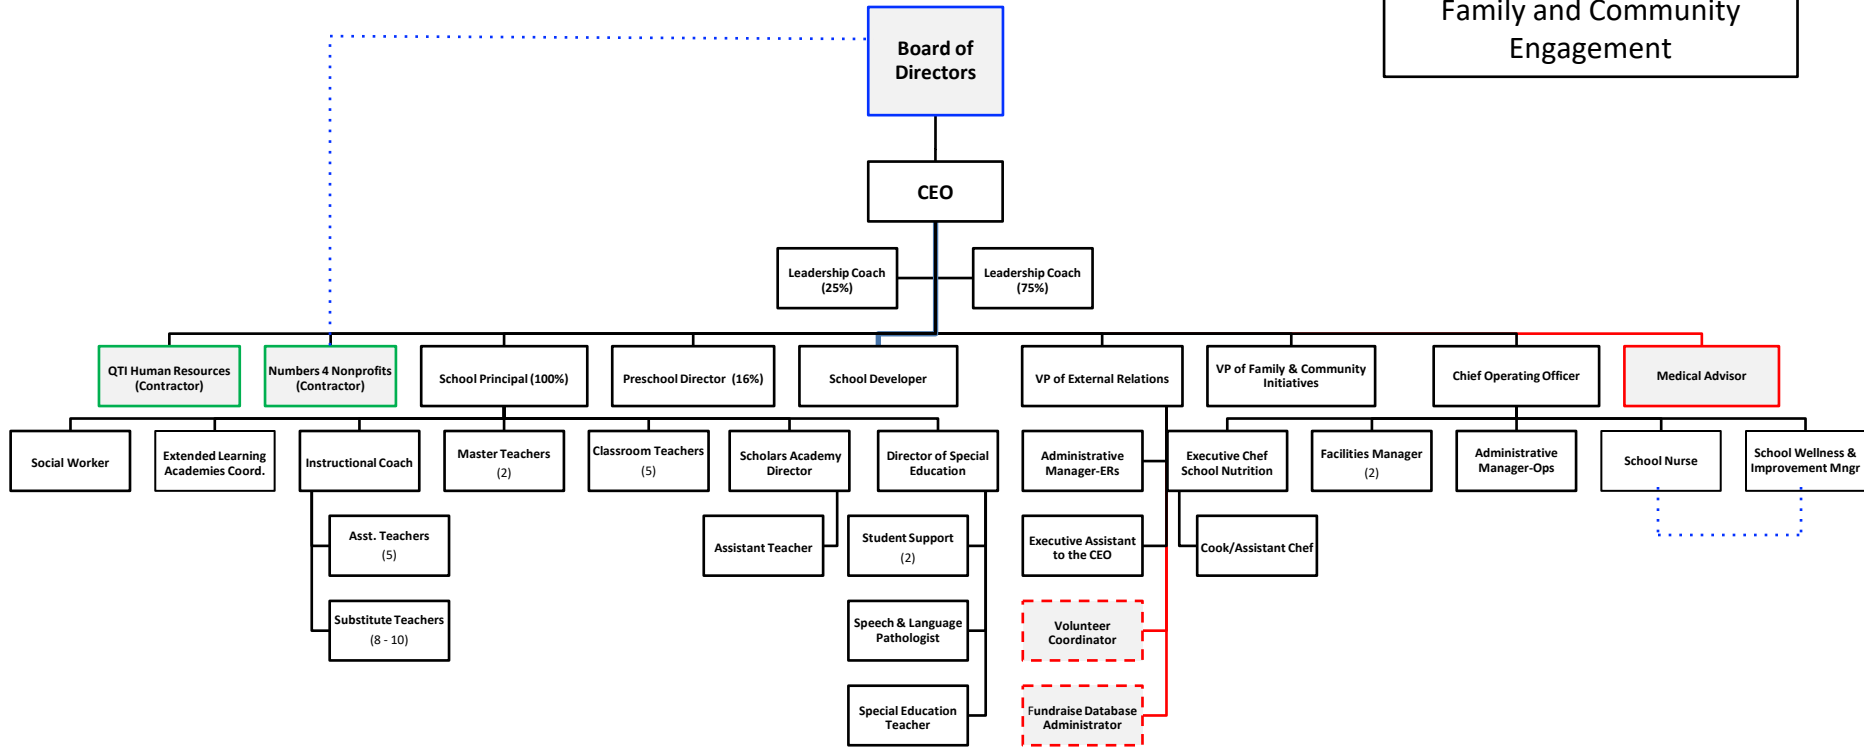 Family and Community
Engagement
Board of
Directors
CEO
Leadership Coach
(25%)
Leadership Coach
(75%)
QTI Human Resources
(Contractor)
Numbers 4 Nonprofits
(Contractor)
School Principal (100%)
Preschool Director (16%)
School Developer
VP of External Relations
VP of Family & Community
Initiatives
Chief Operating Officer
Medical Advisor
Social Worker
Extended Learning
Academies Coord.
Instructional Coach
Master Teachers
(2)
Classroom Teachers
(5)
Scholars Academy
Director
Director of Special
Education
Administrative
Manager-ERs
Executive Chef
School Nutrition
Facilities Manager
(2)
Administrative
Manager-Ops
School Nurse
School Wellness &
Improvement Mngr
Asst. Teachers
(5)
Assistant Teacher
Student Support
(2)
Executive Assistant
to the CEO
Cook/Assistant Chef
Substitute Teachers
(8 - 10)
Speech & Language
Pathologist
Volunteer
Coordinator
Special Education
Teacher
Fundraise Database
Administrator